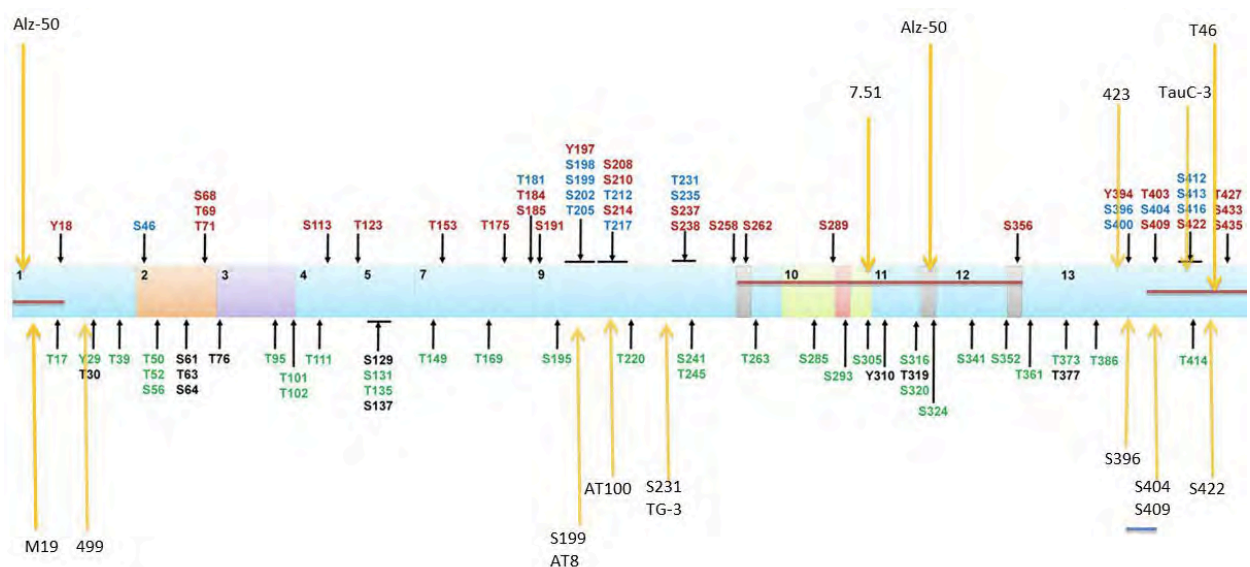 Alz-50
Alz-50
T46
7.51
423
TauC-3
Y18
S46
S68
T69
T71
S113
T123
T153
T175
T181
T184
S185
S191
Y197
S198
S199
S202
T205
S208
S210
T212
S214
T217
T231
S235
S237
S238
S258
S262
S289
S356
Y394
S396
S400
T403
S404
S409
S412
S413
S416
S422
T427
S433
S435
1
2
3
4
5
7
9
10
11
12
13
T17
Y29
T30
T39
T50
T52
S56
S61
T63
S64
T76
T95
T101
T102
T111
S129
S131
T135
S137
T149
T169
S195
T220
S241
T245
T263
S285
S293
S305
Y310
S316
T319
S320
S324
S341
S352
T361
T373
T377
T386
T414
M19
499
S199
AT8
AT100
S231
TG-3
S396
S404
S409
S422